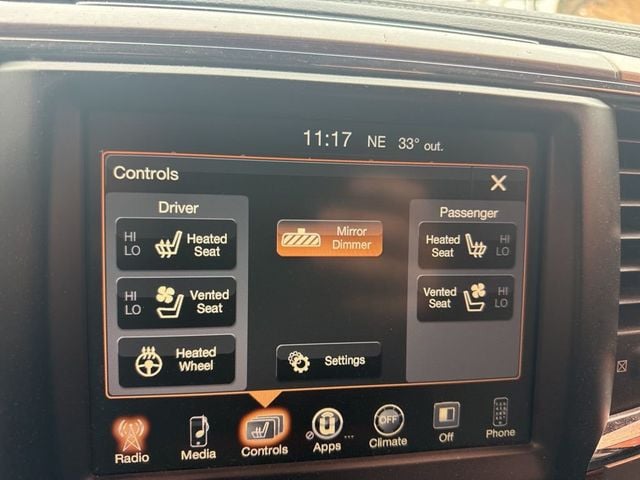 11:17 NE 33° out.
Controls
Driver
HI
LO
Heated
Seat
HI
LO
Vented
Seat
Heated
Wheel
Mirror
Dimmer
Settings
Passenger
Heated
Seat
HI
LO
Vented
Seat
HI
LO
Radio
Media
Controls
Apps
OFF
Climate
Off
Phone